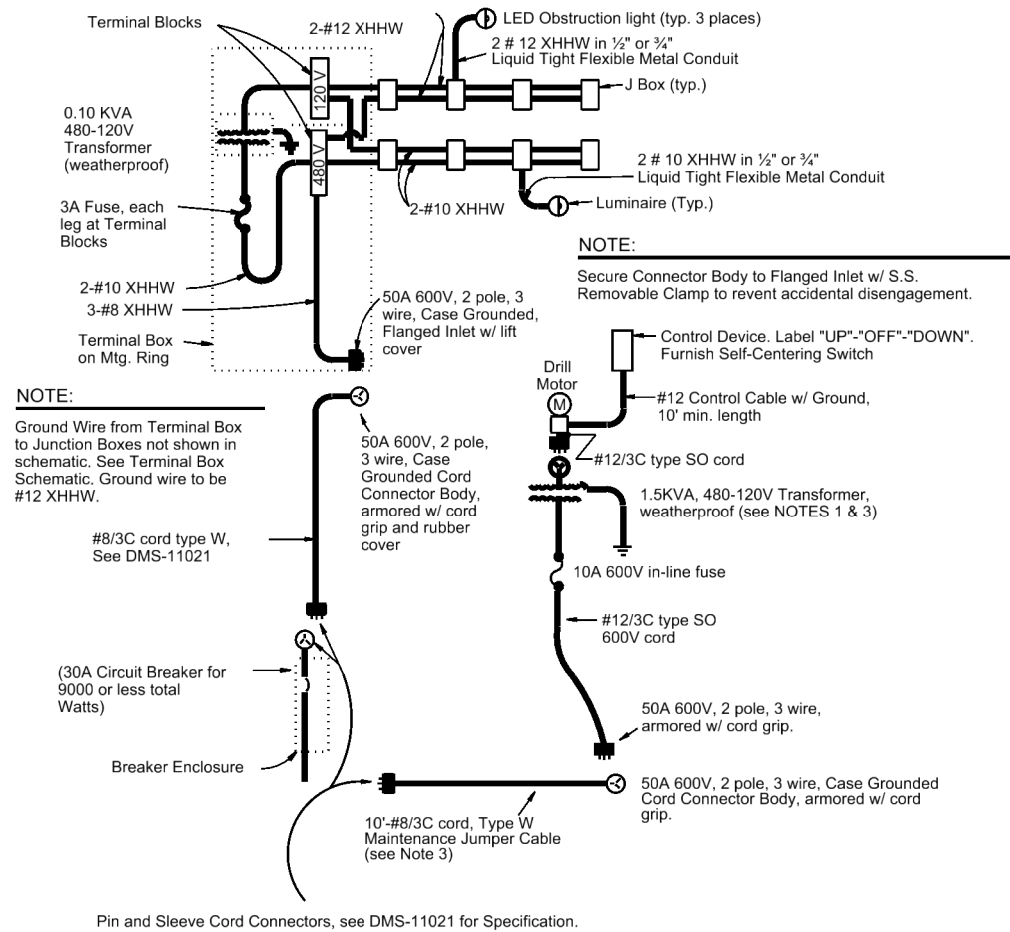 Terminal Blocks
2-#12 XHHW
LED Obstruction light (typ. 3 places)
2 # 12 XHHW in ½" or ¾"
Liquid Tight Flexible Metal Conduit
J Box (typ.)
120 V
0.10 KVA
480-120V
Transformer
(weatherproof)
480 V
2 # 10 XHHW in ½" or ¾"
Liquid Tight Flexible Metal Conduit
Luminaire (Typ.)
2-#10 XHHW
3A Fuse, each
leg at Terminal
Blocks
2-#10 XHHW
3-#8 XHHW
Terminal Box
on Mtg. Ring
50A 600V, 2 pole, 3
wire, Case Grounded,
Flanged Inlet w/ lift
cover
NOTE:
Secure Connector Body to Flanged Inlet w/ S.S.
Removable Clamp to revent accidental disengagement.
Control Device. Label "UP"-"OFF"-"DOWN".
Furnish Self-Centering Switch
Drill
Motor
M
#12 Control Cable w/ Ground,
10' min. length
#12/3C type SO cord
1.5KVA, 480-120V Transformer,
weatherproof (see NOTES 1 & 3)
10A 600V in-line fuse
#12/3C type SO
600V cord
50A 600V, 2 pole, 3 wire,
armored w/ cord grip.
NOTE:
Ground Wire from Terminal Box
to Junction Boxes not shown in
schematic. See Terminal Box
Schematic. Ground wire to be
#12 XHHW.
50A 600V, 2 pole,
3 wire, Case
Grounded Cord
Connector Body,
armored w/ cord
grip and rubber
cover
#8/3C cord type W,
See DMS-11021
(30A Circuit Breaker for
9000 or less total
Watts)
Breaker Enclosure
50A 600V, 2 pole, 3 wire, Case Grounded
Cord Connector Body, armored w/ cord
grip.
10'-#8/3C cord, Type W
Maintenance Jumper Cable
(see Note 3)
Pin and Sleeve Cord Connectors, see DMS-11021 for Specification.